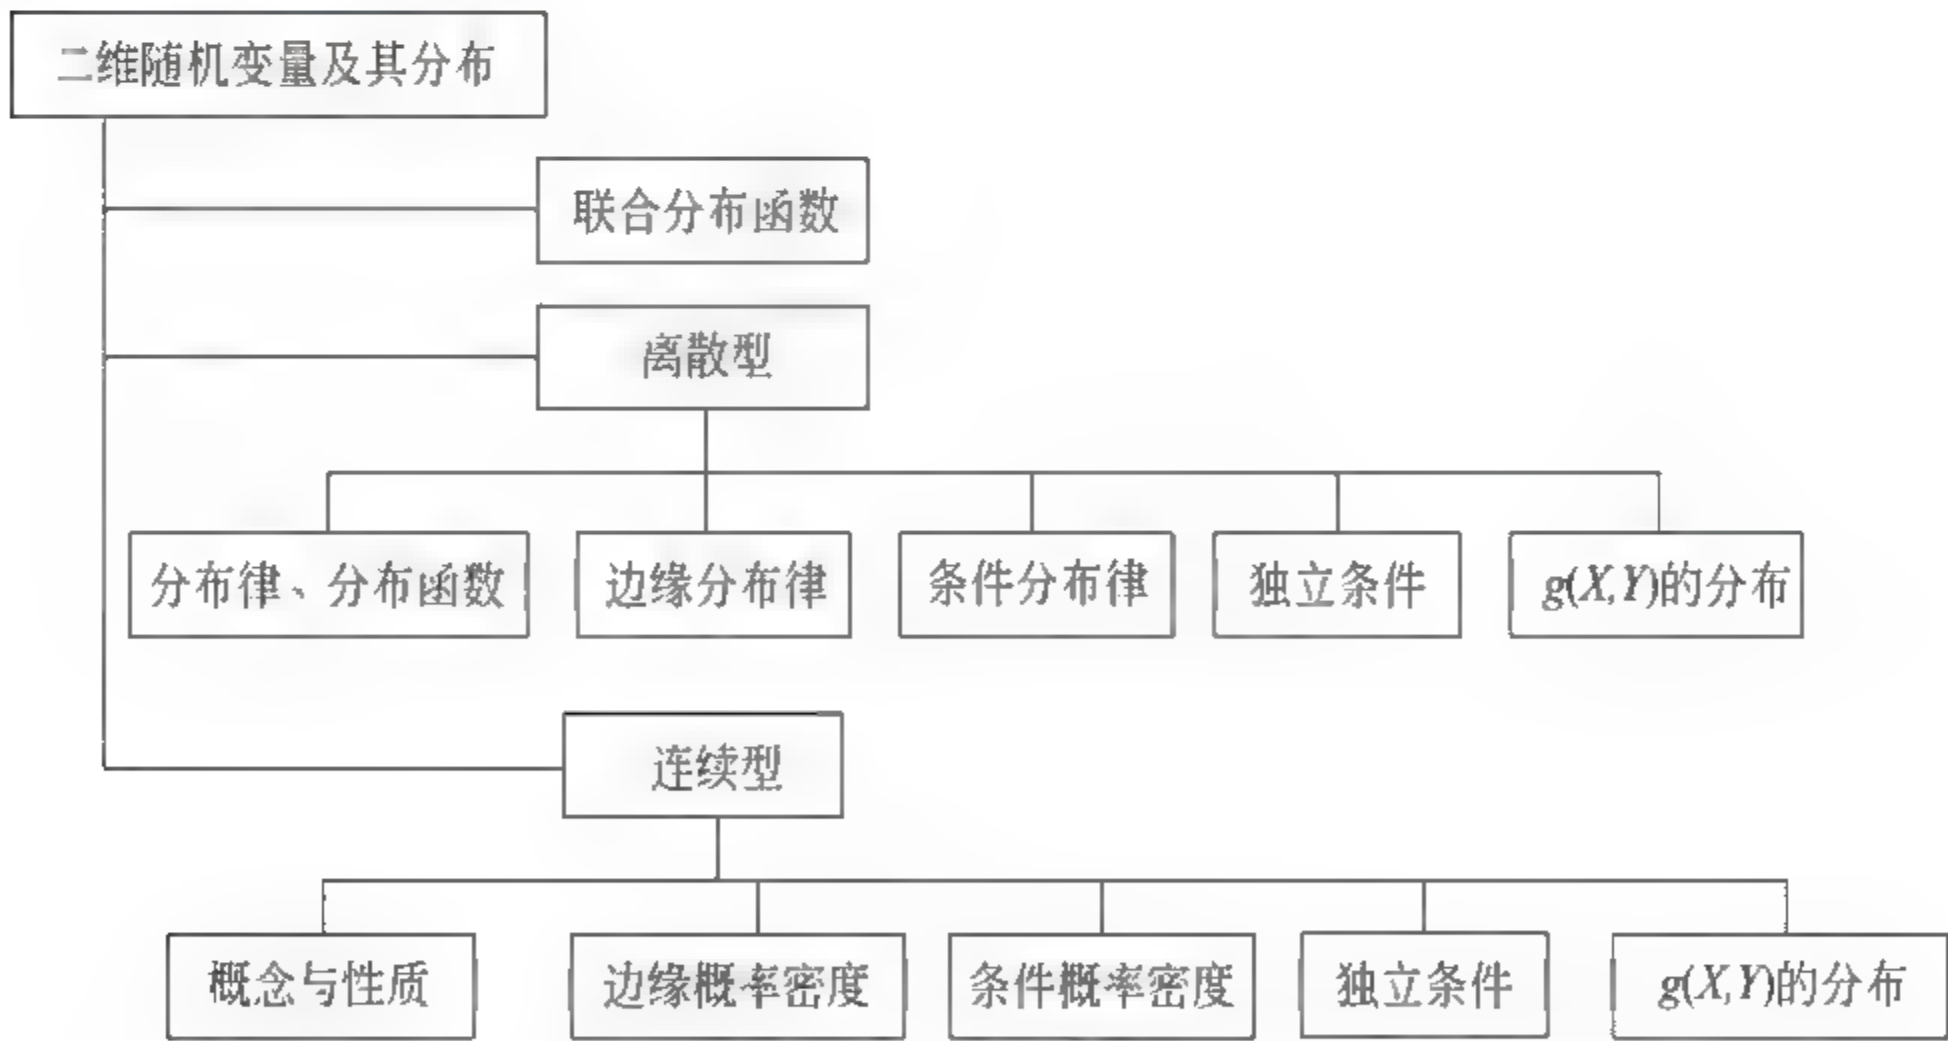 二维随机变量及其分布
联合分布函数
离散型
分布律、分布函数
边缘分布律
条件分布律
独立条件
g(X,Y)的分布
连续型
概念与性质
边缘概率密度
条件概率密度
独立条件
g(X,Y)的分布